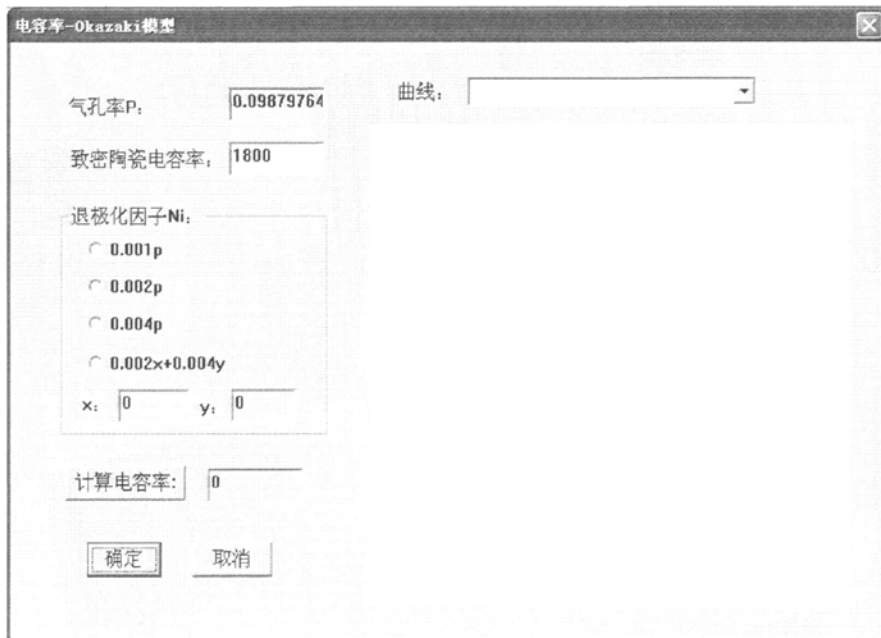 电容率-Okazaki模型
气孔率P: 0.09879764
曲线:
致密陶瓷电容率: 1800
退极化因子Ni:
0.001p
0.002p
0.004p
0.002x+0.004y
x: 0 y: 0
计算电容率: 0
确定 取消